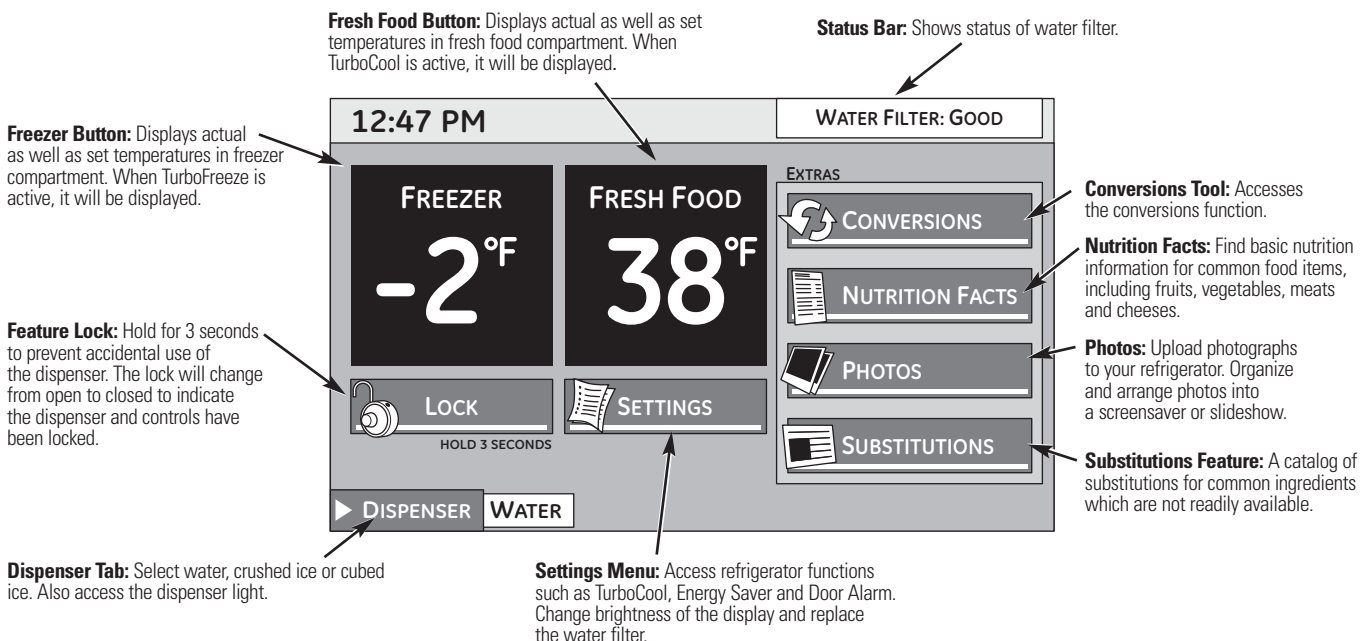 Fresh Food Button: Displays actual as well as set
temperatures in fresh food compartment. When
TurboCool is active, it will be displayed.
Status Bar: Shows status of water filter.
Freezer Button: Displays actual
as well as set temperatures in freezer
compartment. When TurboFreeze is
active, it will be displayed.
12:47 PM
WATER FILTER: GOOD
FREEZER
-2°F
FRESH FOOD
38°F
EXTRAS
CONVERSIONS
NUTRITION FACTS
PHOTOS
SUBSTITUTIONS
Conversions Tool: Accesses
the conversions function.
Nutrition Facts: Find basic nutrition
information for common food items,
including fruits, vegetables, meats
and cheeses.
Photos: Upload photographs
to your refrigerator. Organize
and arrange photos into
a screensaver or slideshow.
Substitutions Feature: A catalog of
substitutions for common ingredients
which are not readily available.
Feature Lock: Hold for 3 seconds
to prevent accidental use of
the dispenser. The lock will change
from open to closed to indicate
the dispenser and controls have
been locked.
LOCK
HOLD 3 SECONDS
SETTINGS
DISPENSER WATER
Dispenser Tab: Select water, crushed ice or cubed
ice. Also access the dispenser light.
Settings Menu: Access refrigerator functions
such as TurboCool, Energy Saver and Door Alarm.
Change brightness of the display and replace
the water filter.